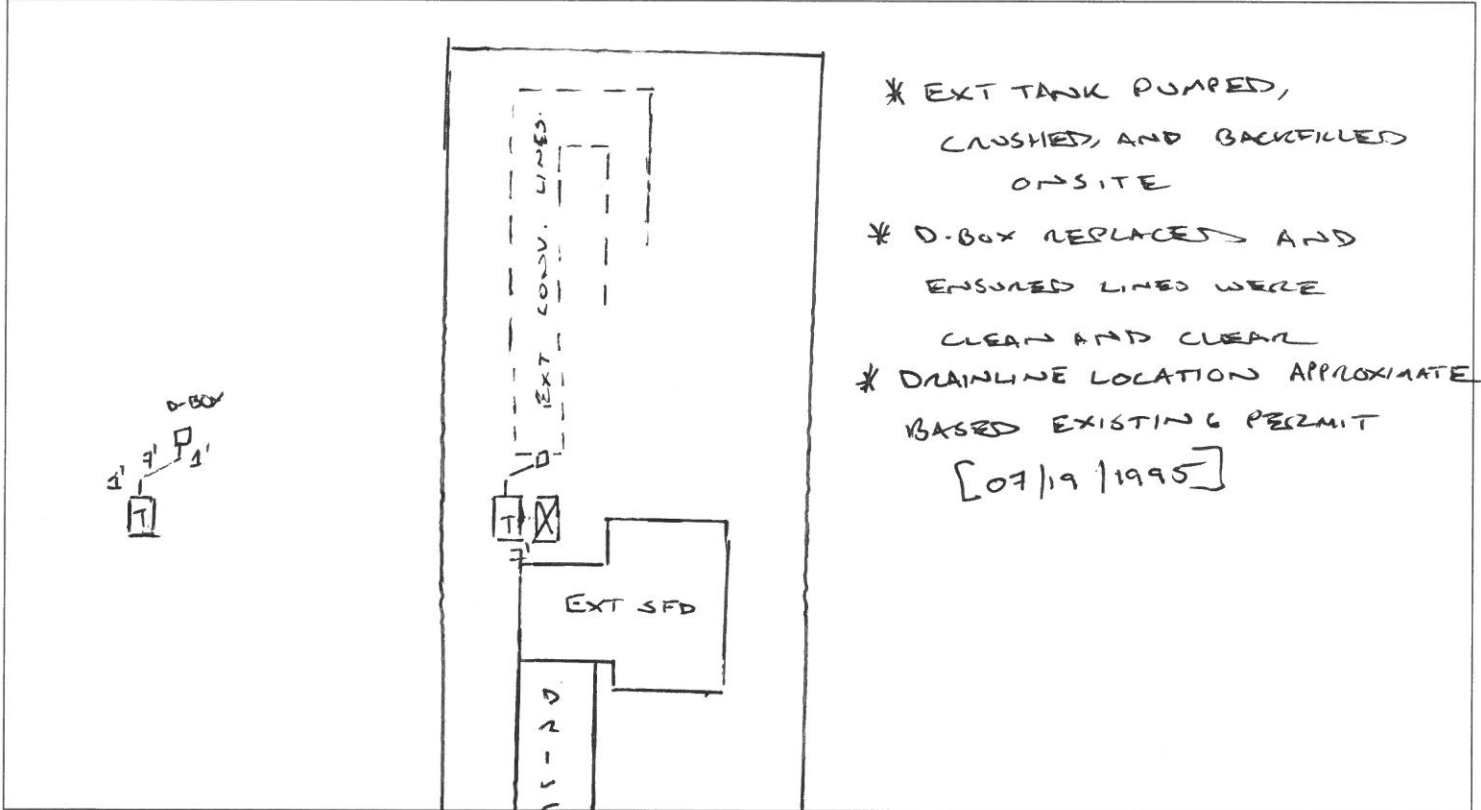 * EXT TANK PUMPED,
CRUSHED, AND BACKFILLED
ONSITE
* D-BOX REPLACED AND
ENSURED LINES WERE
CLEAN AND CLEAR
* DRAINLINE LOCATION APPROXIMATE
BASED EXISTING PERMIT
[07/19/1995]
EXT CONV. LINES.
D-BOX
1' 7' 1'
T
T
7'
EXT SFD